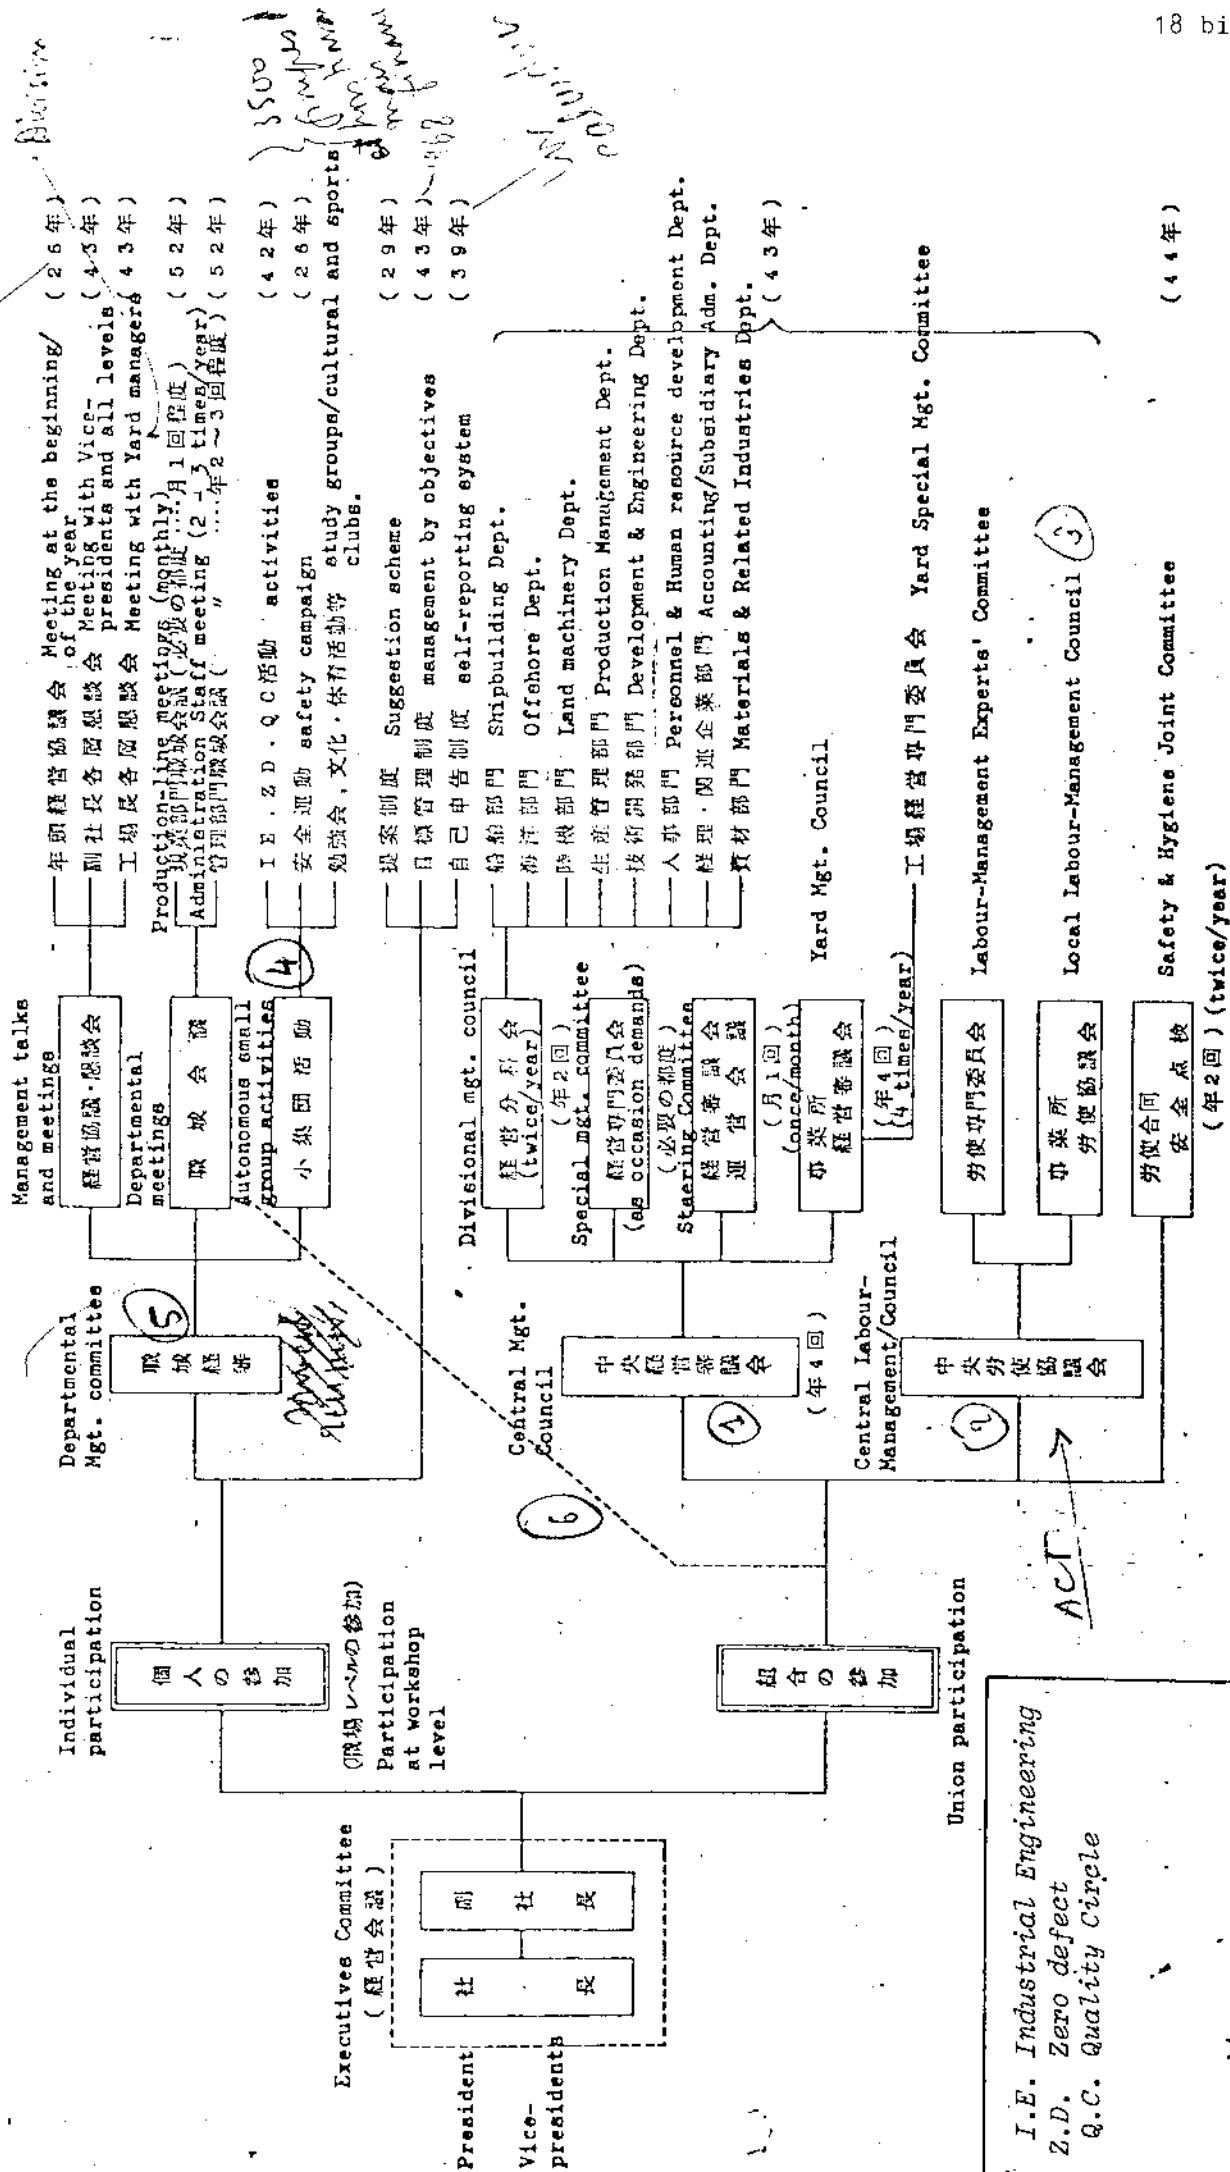 18 bi
Division
Management talks
and meetings
経営協議・懇談会
年頭経営協議会 Meeting at the beginning/
of the year
(26年)
副社長各層懇談会 Meeting with Vice-
presidents and all levels
(43年)
工場長各層懇談会 Meeting with Yard managers
(43年)
Departmental
meetings
職場会議
Production-line meetings (monthly)
現業部門職場会議(必要の都度……月1回程度)
(52年)
Administration Staff meeting (2 - 3 times/year)
管理部門職場会議( 〃 ……年2~3回程度)
(52年)
Autonomous small
group activities
小集団活動
4
IE.ZD.QC活動 activities
(42年)
3500
安全運動 safety campaign
(26年)
勉強会,文化・体育活動等 study groups/cultural and sports
clubs.
提案制度 Suggestion scheme
(29年)
目標管理制度 management by objectives
(43年)
自己申告制度 self-reporting system
(39年)
Departmental
Mgt. committee
職場経審
5
Individual
participation
個人の参加
(職場レベルの参加)
Participation
at workshop
level
Executives Committee
(経営会議)
社長
副社長
President
Vice-
presidents
組合の参加
Union participation
6
Central Mgt.
Council
中央経営審議会
(年4回)
1
Divisional mgt. council
経営分科会
(twice/year)
(年2回)
船舶部門 Shipbuilding Dept.
海洋部門 Offshore Dept.
陸機部門 Land machinery Dept.
生産管理部門 Production Management Dept.
技術開発部門 Development & Engineering Dept.
人事部門 Personnel & Human resource development Dept.
経理・関連企業部門 Accounting/Subsidiary Adm. Dept.
資材部門 Materials & Related Industries Dept.
(43年)
Special mgt. committee
経営専門委員会
(as occasion demands)
(必要の都度)
Steering Committee
経営審議会
運営会議
(月1回)
(once/month)
事業所
経営審議会
Yard Mgt. Council
(年4回)
(4 times/year)
工場経営専門委員会 Yard Special Mgt. Committee
Central Labour-
Management/Council
中央労使協議会
2
ACT
労使専門委員会
Labour-Management Experts' Committee
事業所
労使協議会
Local Labour-Management Council
3
労使合同
安全点検
Safety & Hygiene Joint Committee
(44年)
(年2回)(twice/year)
I.E. Industrial Engineering
Z.D. Zero defect
Q.C. Quality Circle